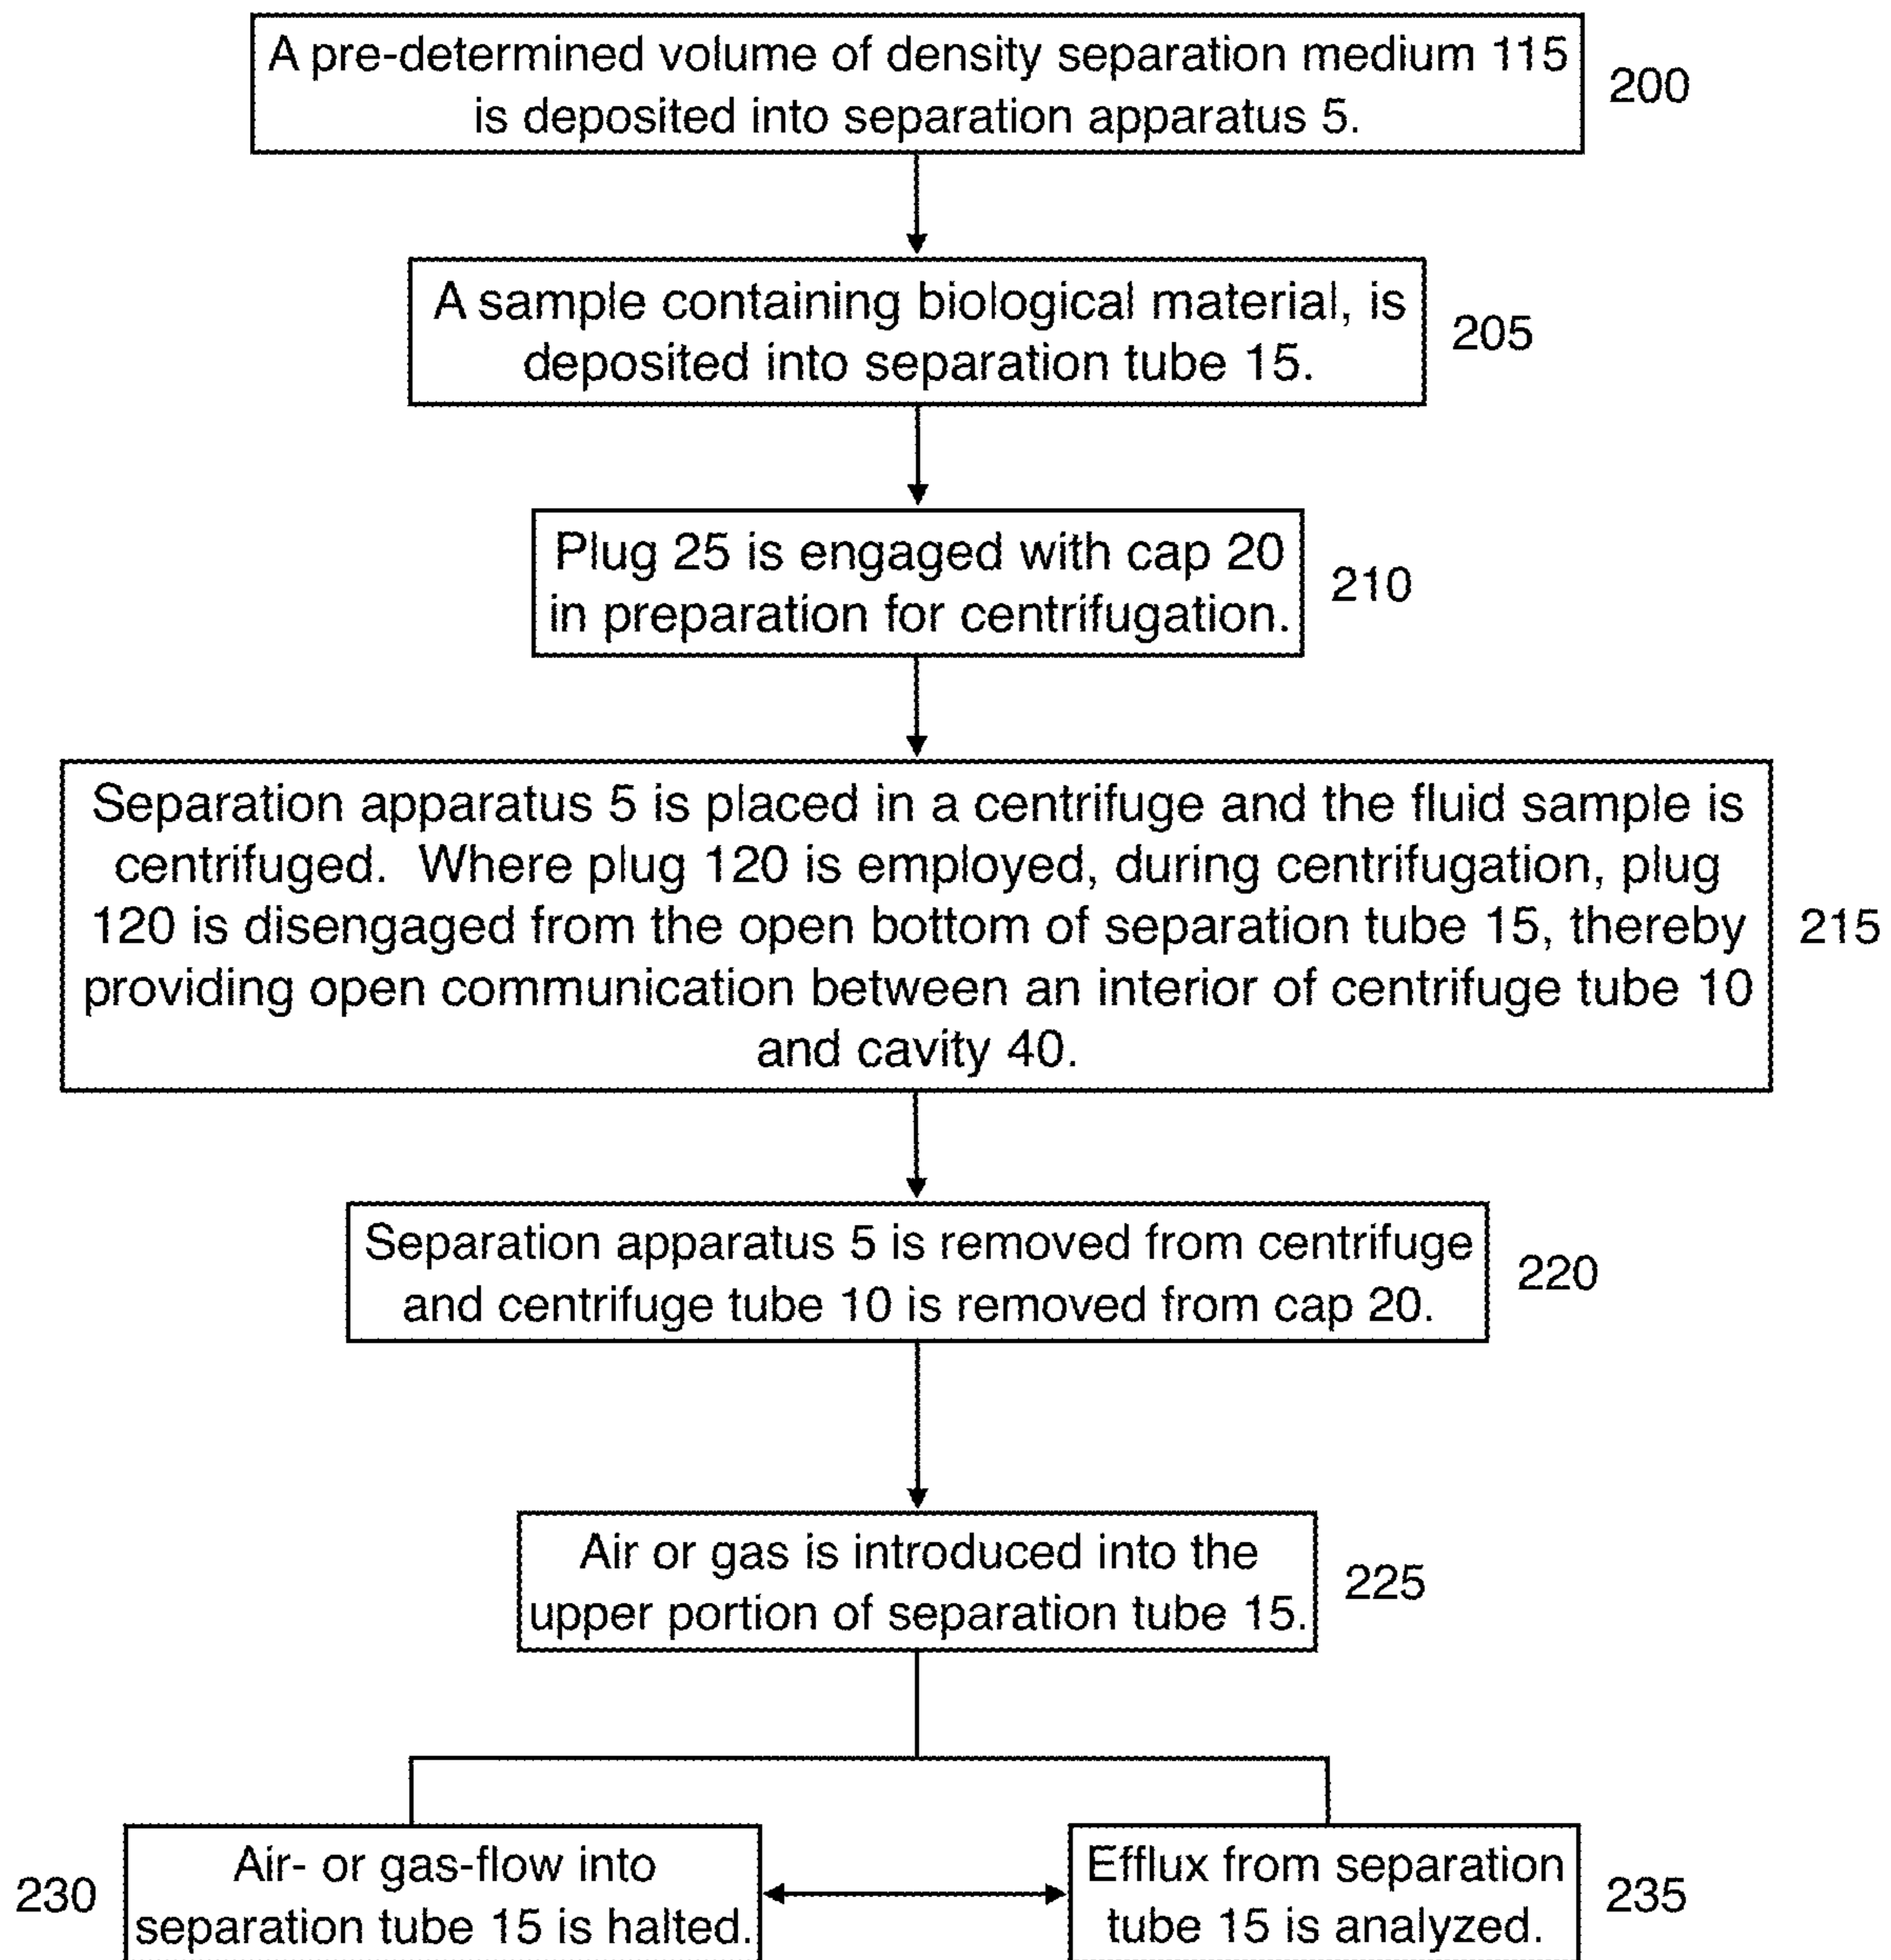 A pre-determined volume of density separation medium 115
is deposited into separation apparatus 5.
200
A sample containing biological material, is
deposited into separation tube 15.
205
Plug 25 is engaged with cap 20
in preparation for centrifugation.
210
Separation apparatus 5 is placed in a centrifuge and the fluid sample is
centrifuged. Where plug 120 is employed, during centrifugation, plug
120 is disengaged from the open bottom of separation tube 15, thereby
providing open communication between an interior of centrifuge tube 10
and cavity 40.
215
Separation apparatus 5 is removed from centrifuge
and centrifuge tube 10 is removed from cap 20.
220
Air or gas is introduced into the
upper portion of separation tube 15.
225
230
Air- or gas-flow into
separation tube 15 is halted.
Efflux from separation
tube 15 is analyzed.
235